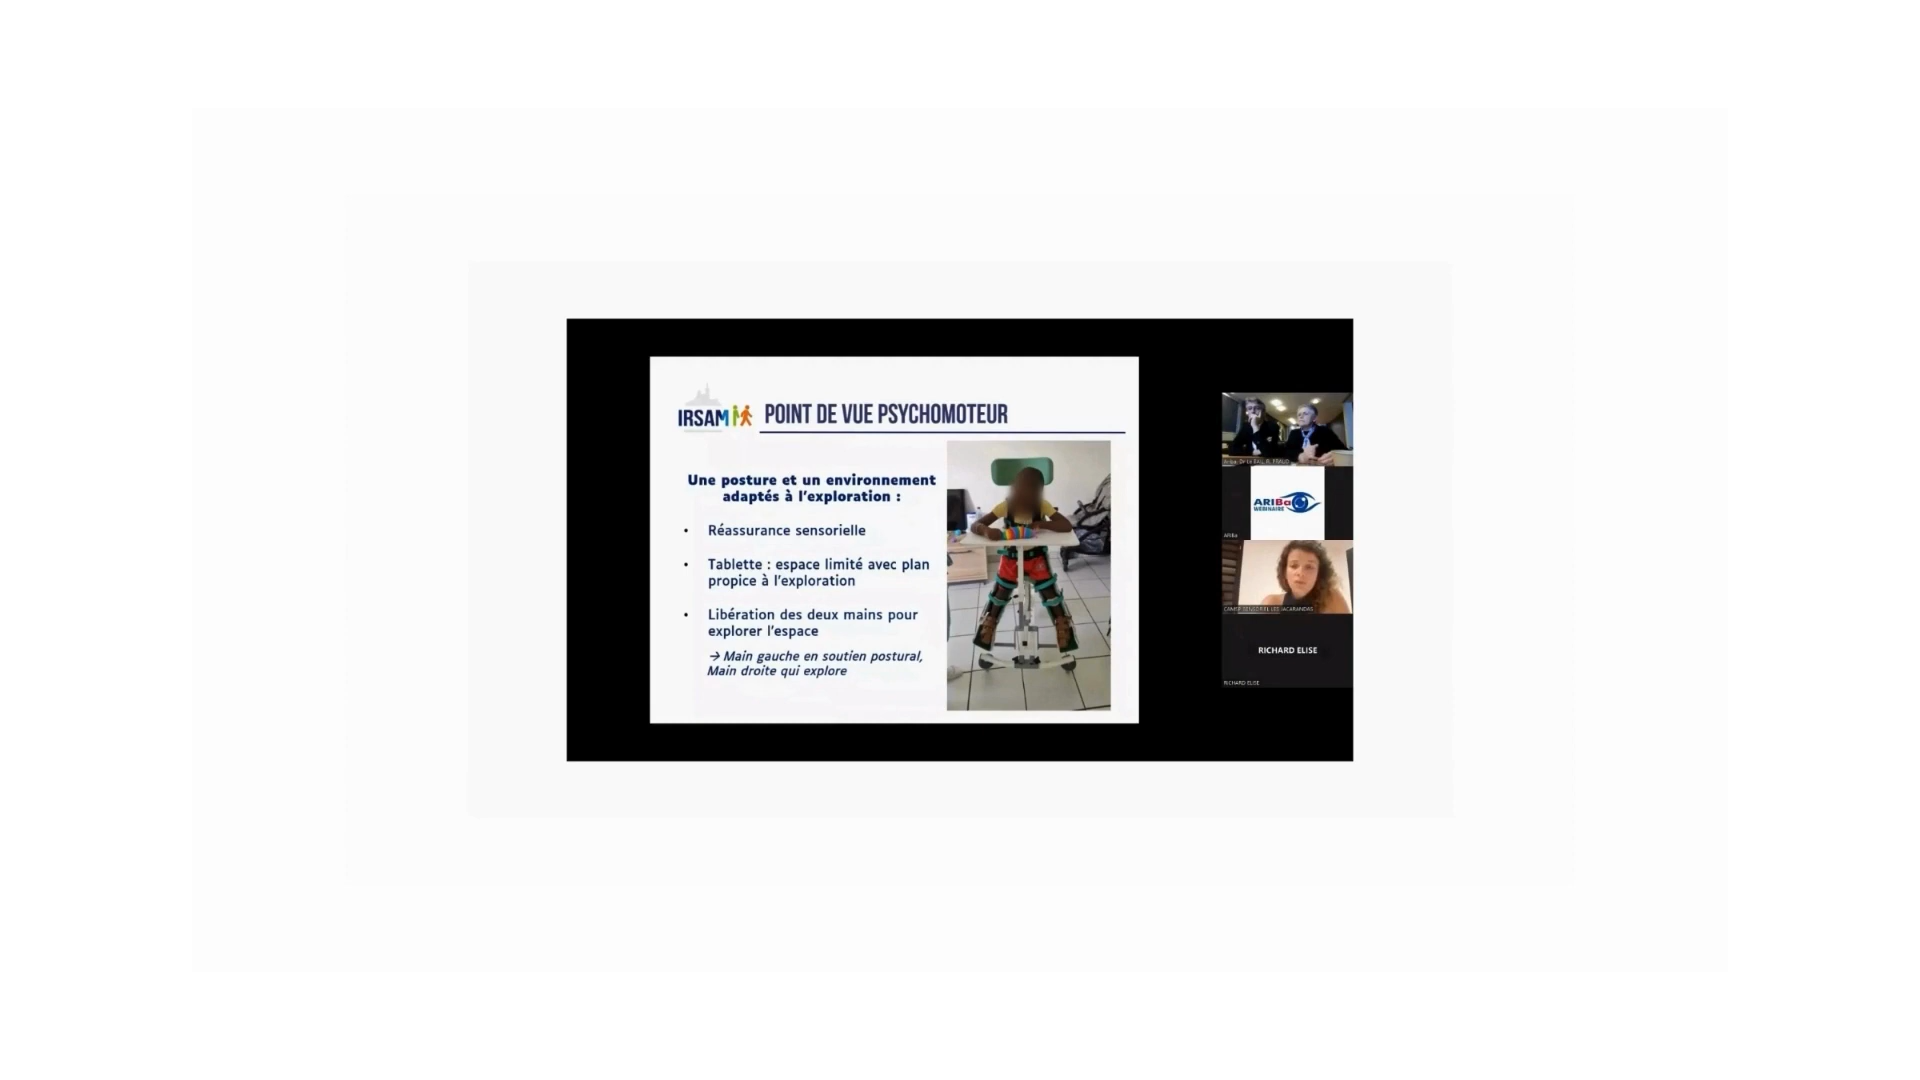 IRSAM
POINT DE VUE PSYCHOMOTEUR
Une posture et un environnement
adaptés à l'exploration :
• Réassurance sensorielle
• Tablette : espace limité avec plan
propice à l'exploration
• Libération des deux mains pour
explorer l'espace
→ Main gauche en soutien postural,
Main droite qui explore
ARIBa
WEBINAIRE
ARIBa
RICHARD ELISE
RICHARD ELISE